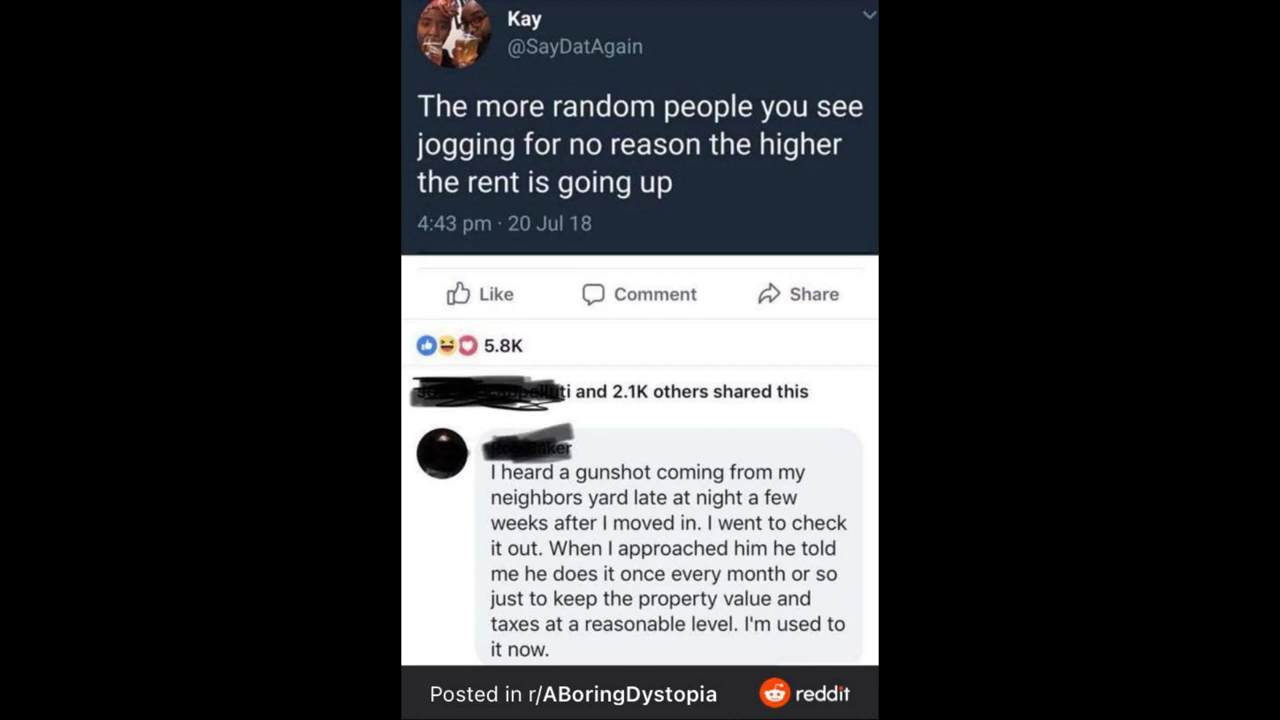 Kay
@SayDatAgain
The more random people you see
jogging for no reason the higher
the rent is going up
4:43 pm · 20 Jul 18
Like Comment Share
5.8K
and 2.1K others shared this
I heard a gunshot coming from my
neighbors yard late at night a few
weeks after I moved in. I went to check
it out. When I approached him he told
me he does it once every month or so
just to keep the property value and
taxes at a reasonable level. I'm used to
it now.
Posted in r/ABoringDystopia reddit